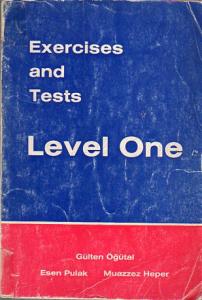 Exercises
and
Tests
Level One
Gülten Öğütal
Esen Pulak Muazzez Heper